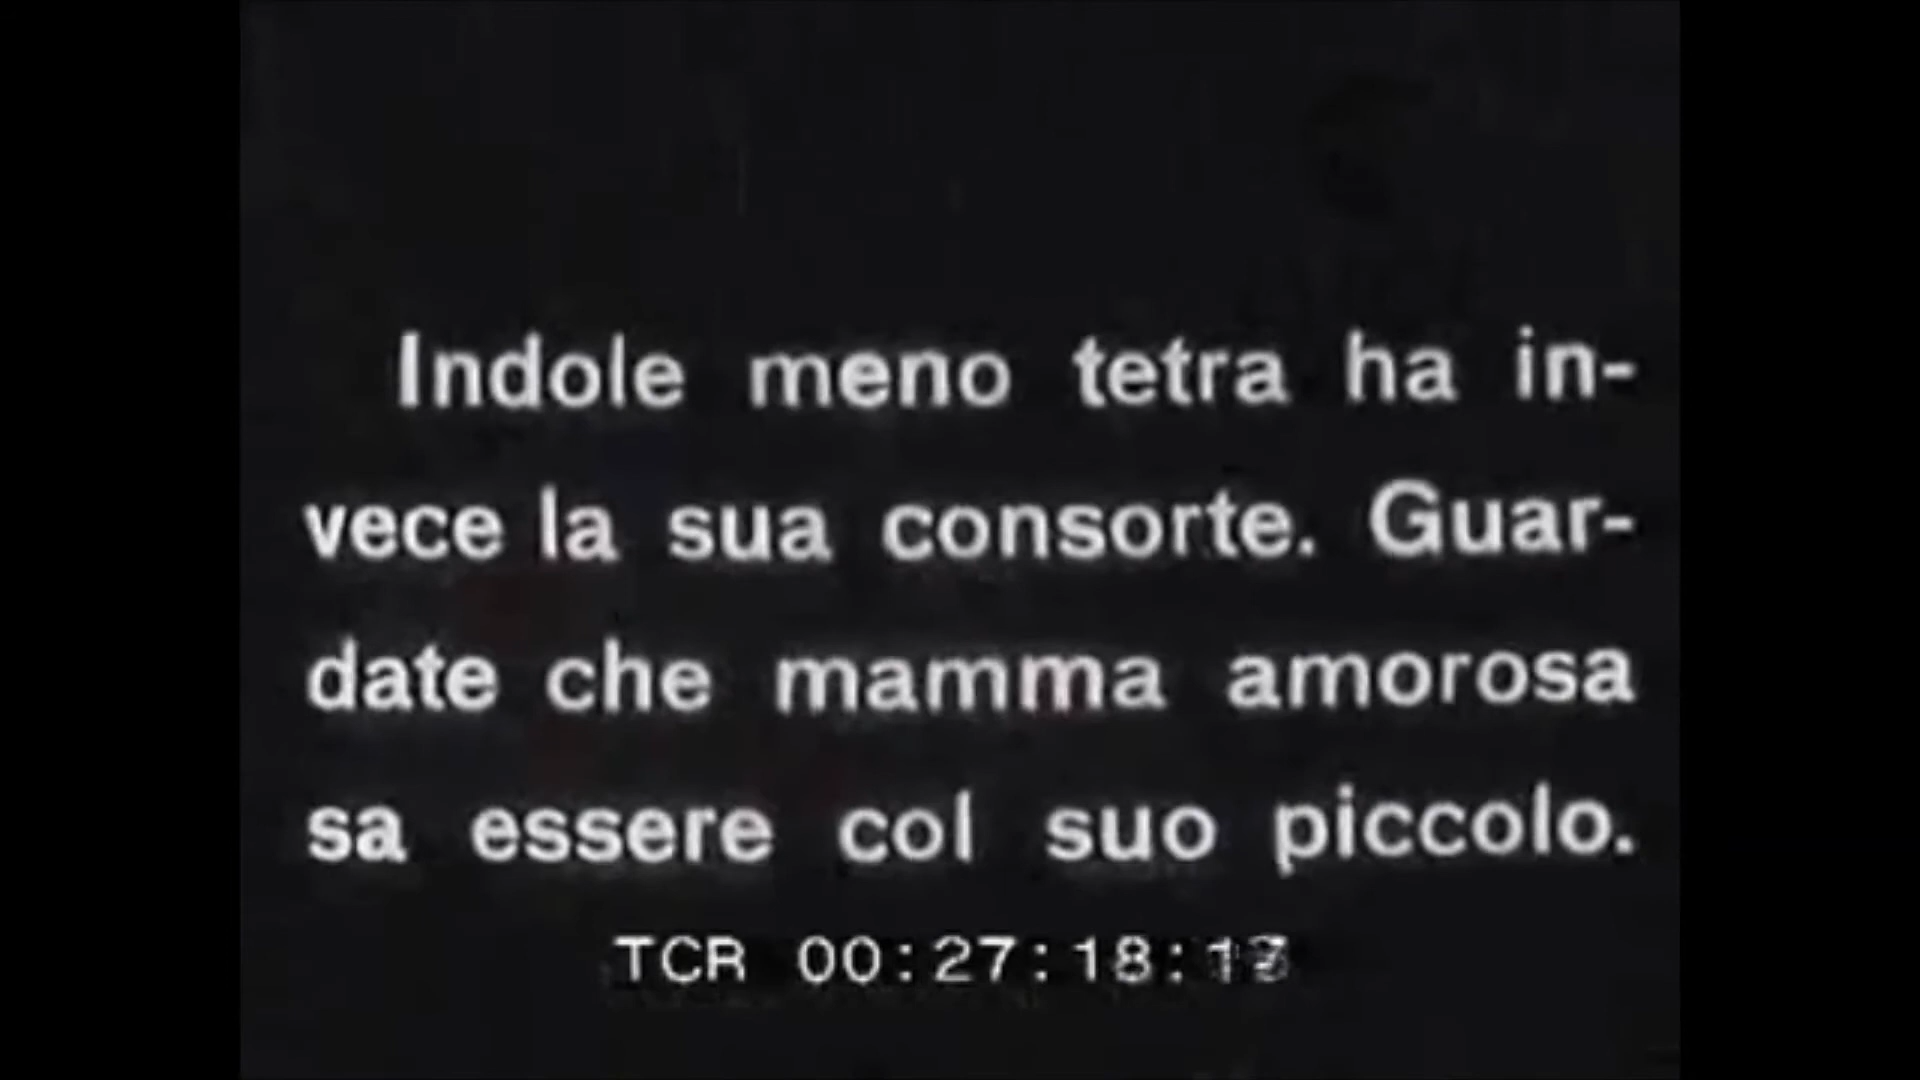 Indole meno tetra ha in-
vece la sua consorte. Guar-
date che mamma amorosa
sa essere col suo piccolo.
TCR 00:27:18: